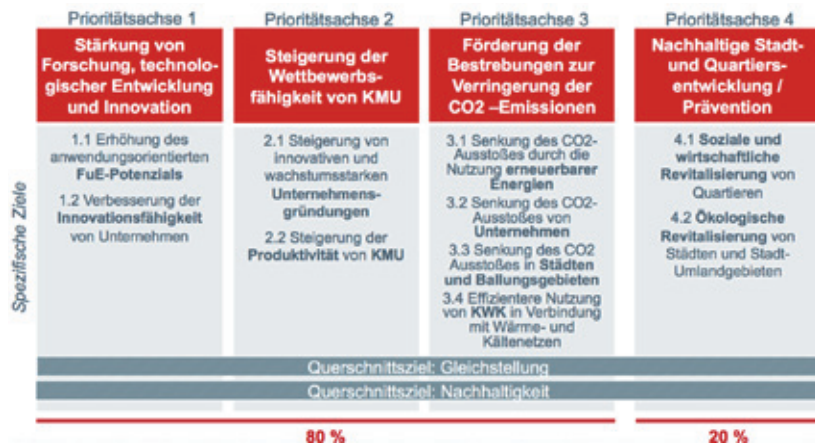 Prioritätsachse 1
Stärkung von
Forschung, technolo-
gischer Entwicklung
und Innovation
1.1 Erhöhung des
anwendungsorientierten
FuE-Potenzials
1.2 Verbesserung der
Innovationsfähigkeit
von Unternehmen
Prioritätsachse 2
Steigerung der
Wettbewerbs-
fähigkeit von KMU
2.1 Steigerung von
innovativen und
wachstumsstarken
Unternehmens-
gründungen
2.2 Steigerung der
Produktivität von KMU
Prioritätsachse 3
Förderung der
Bestrebungen zur
Verringerung der
CO2 –Emissionen
3.1 Senkung des CO2-
Ausstoßes durch die
Nutzung erneuerbarer
Energien
3.2 Senkung des CO2-
Ausstoßes von
Unternehmen
3.3 Senkung des CO2
Ausstoßes in Städten
und Ballungsgebieten
3.4 Effizientere Nutzung
von KWK in Verbindung
mit Wärme- und
Kältenetzen
Prioritätsachse 4
Nachhaltige Stadt-
und Quartiers-
entwicklung /
Prävention
4.1 Soziale und
wirtschaftliche
Revitalisierung von
Quartieren
4.2 Ökologische
Revitalisierung von
Städten und Stadt-
Umlandgebieten
Spezifische Ziele
Querschnittsziel: Gleichstellung
Querschnittsziel: Nachhaltigkeit
80 %
20 %